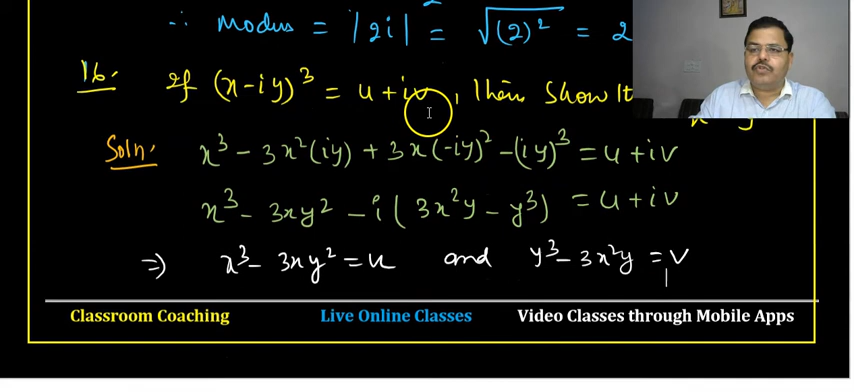 ∴ Modus = |2i| = √(2)² = 2
16. If (x-iy)³ = u+iv, then show
Soln. x³ - 3x²(iy) + 3x(-iy)² - (iy)³ = u+iv
x³ - 3xy² - i(3x²y - y³) = u+iv
⇒ x³ - 3xy² = u and y³ - 3x²y = v
Classroom Coaching Live Online Classes Video Classes through Mobile Apps